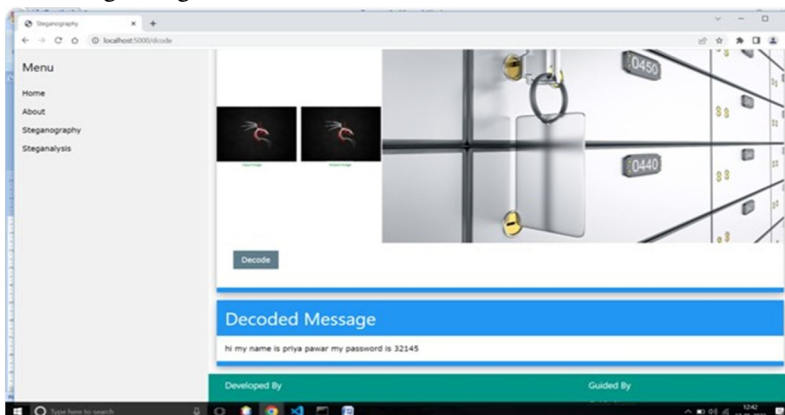 Steganography
localhost:5000/dcode
Menu
Home
About
Steganography
Steganalysis
0450
0440
Decode
Decoded Message
hi my name is priya pawar my password is 32145
Developed By
Guided By
Type here to search
12:42